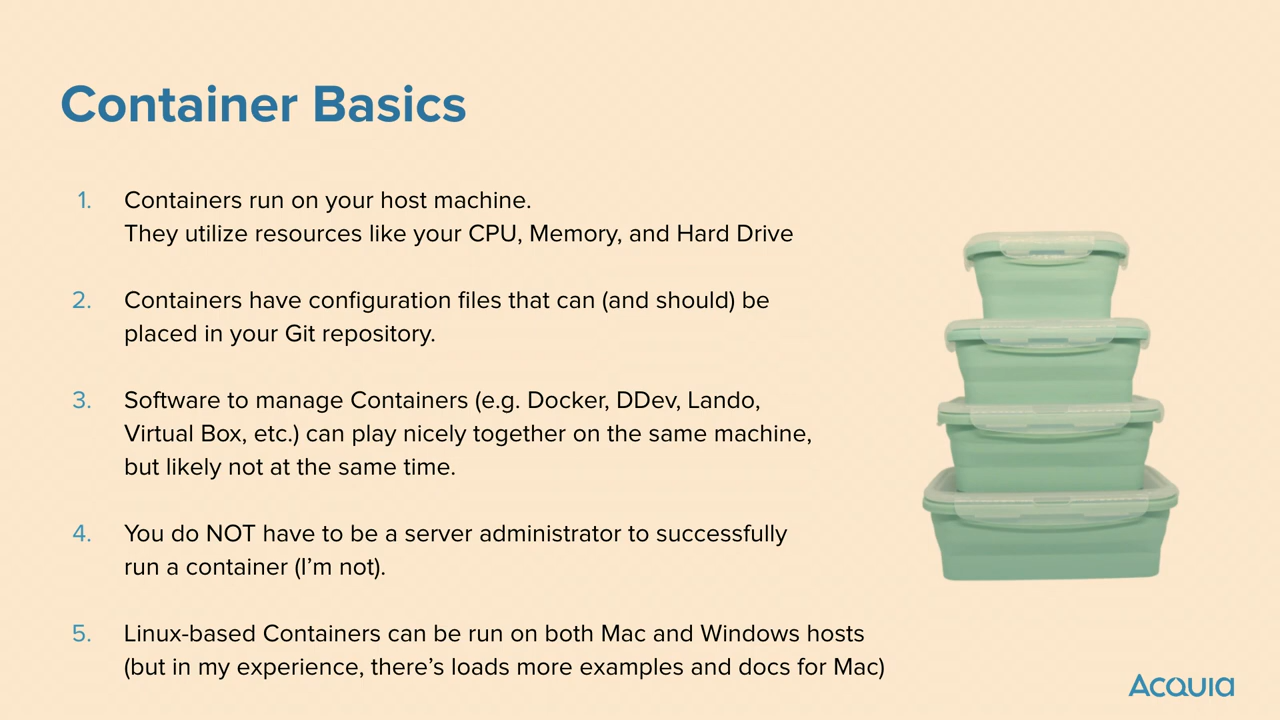 Container Basics
1. Containers run on your host machine.
They utilize resources like your CPU, Memory, and Hard Drive
2. Containers have configuration files that can (and should) be
placed in your Git repository.
3. Software to manage Containers (e.g. Docker, DDev, Lando,
Virtual Box, etc.) can play nicely together on the same machine,
but likely not at the same time.
4. You do NOT have to be a server administrator to successfully
run a container (I’m not).
5. Linux-based Containers can be run on both Mac and Windows hosts
(but in my experience, there’s loads more examples and docs for Mac)
ACQUIA